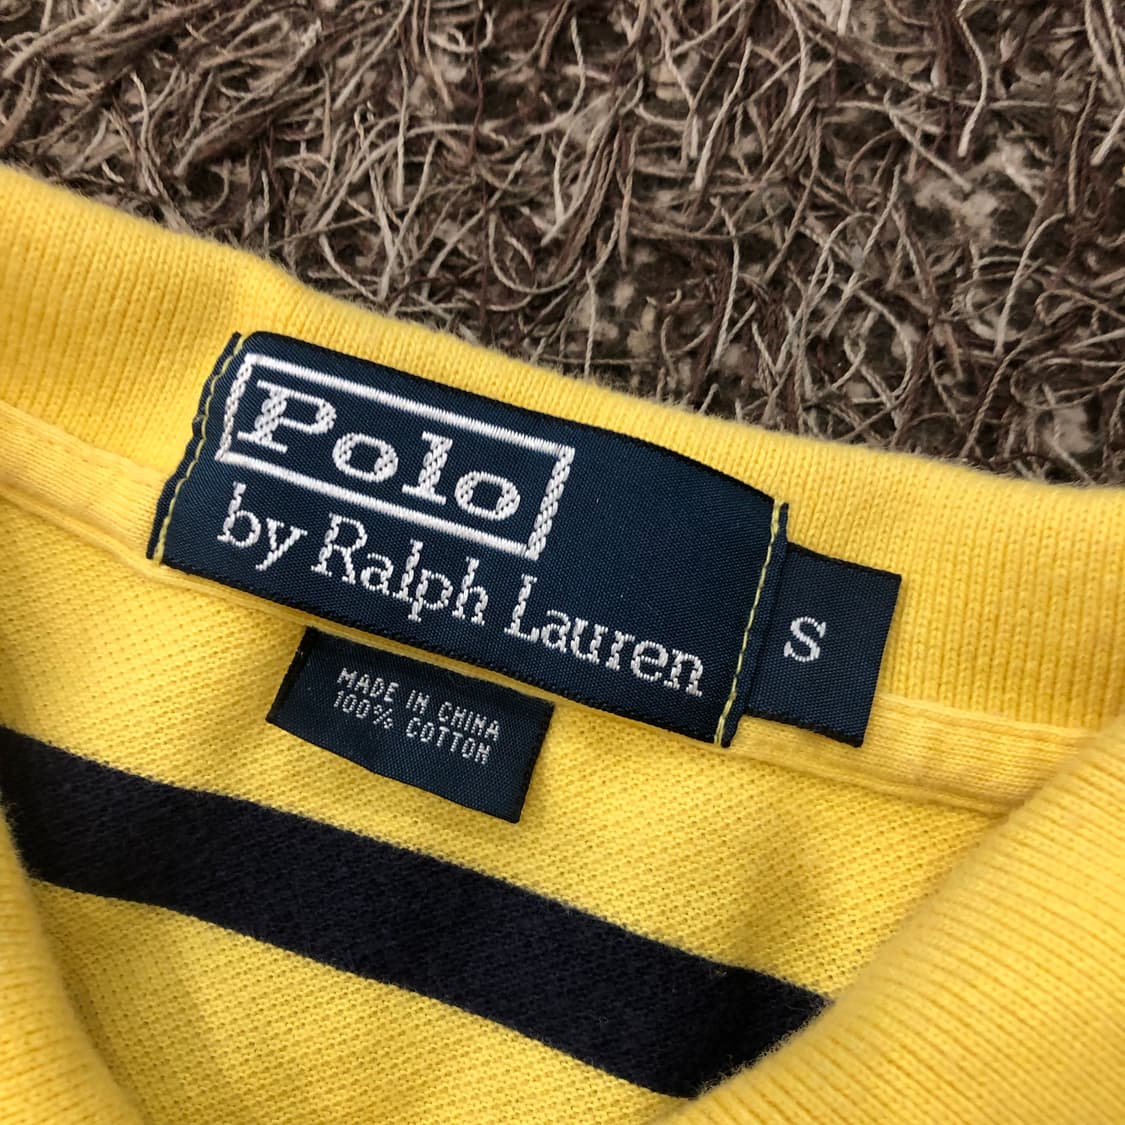 Polo
by Ralph Lauren
S
MADE IN CHINA
100% COTTON